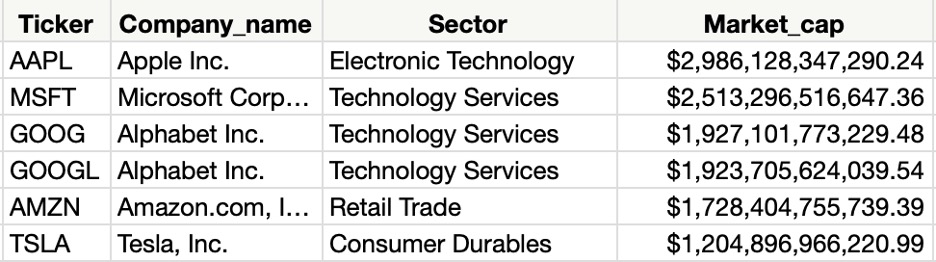 Ticker Company_name Sector Market_cap
AAPL Apple Inc. Electronic Technology $2,986,128,347,290.24
MSFT Microsoft Corp... Technology Services $2,513,296,516,647.36
GOOG Alphabet Inc. Technology Services $1,927,101,773,229.48
GOOGL Alphabet Inc. Technology Services $1,923,705,624,039.54
AMZN Amazon.com, I... Retail Trade $1,728,404,755,739.39
TSLA Tesla, Inc. Consumer Durables $1,204,896,966,220.99